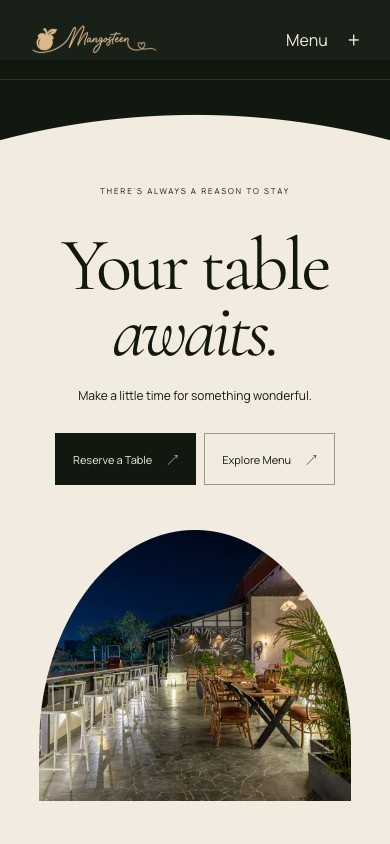 Mangosteen
Menu +
THERE'S ALWAYS A REASON TO STAY
Your table
awaits.
Make a little time for something wonderful.
Reserve a Table ↗
Explore Menu ↗
Mangosteen